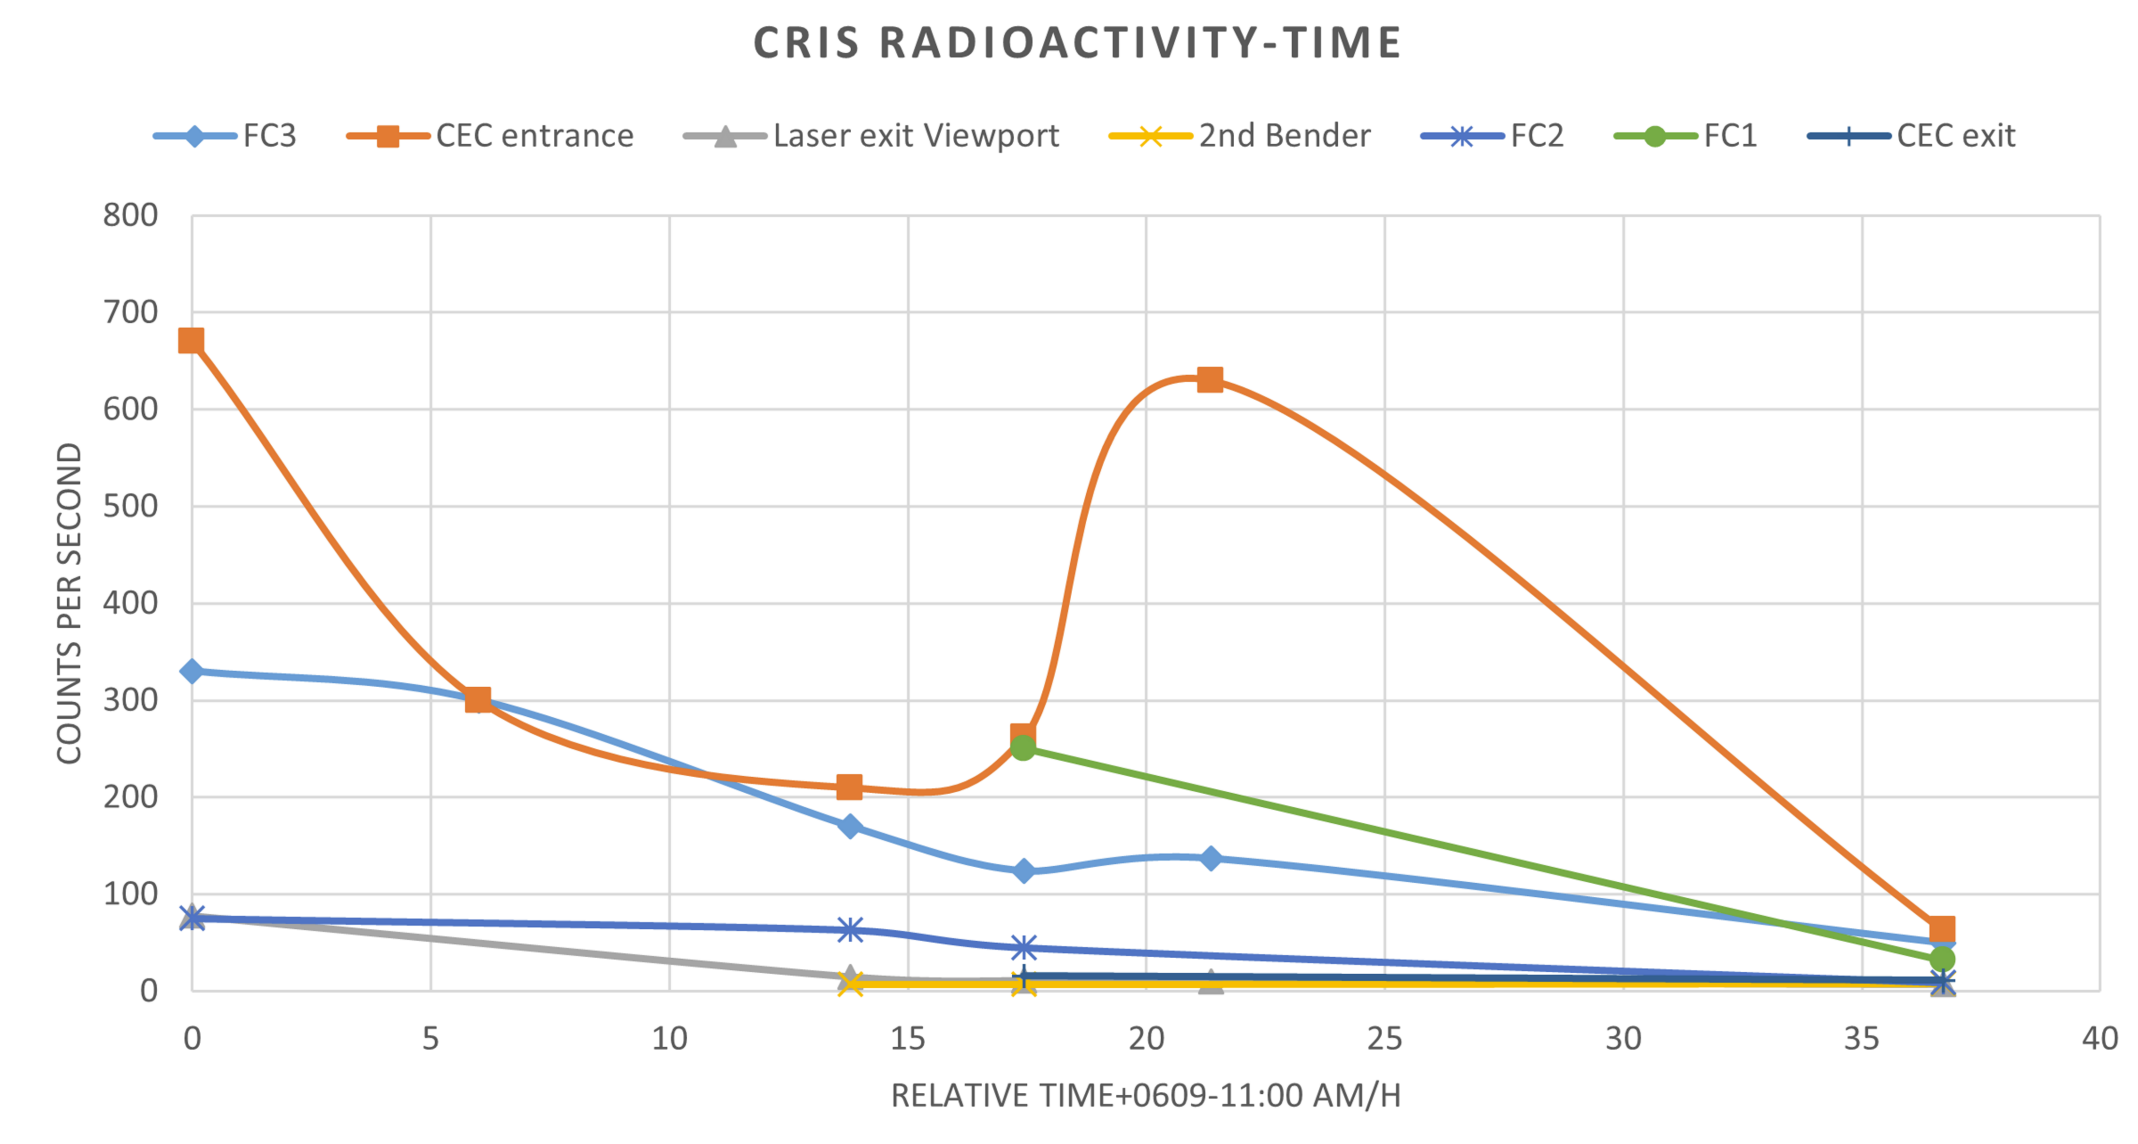 CRIS RADIOACTIVITY-TIME
FC3 CEC entrance Laser exit Viewport 2nd Bender FC2 FC1 CEC exit
800
700
600
500
400
300
200
100
0
COUNTS PER SECOND
0 5 10 15 20 25 30 35 40
RELATIVE TIME+0609-11:00 AM/H